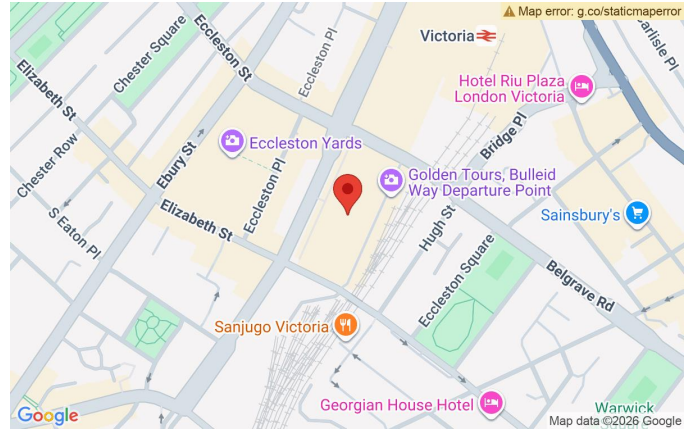 Map error: g.co/staticmaperror
Victoria
Carlisle Pl
Chester Square
Eccleston St
Eccleston Pl
Elizabeth St
Hotel Riu Plaza
London Victoria
Bridge Pl
Chester Row
Ebury St
Eccleston Yards
Eccleston Pl
Golden Tours, Bulleid
Way Departure Point
S Eaton Pl
Elizabeth St
Hugh St
Sainsbury's
Eccleston Square
Belgrave Rd
Sanjugo Victoria
Georgian House Hotel
Warwick
Google
Map data ©2026 Google